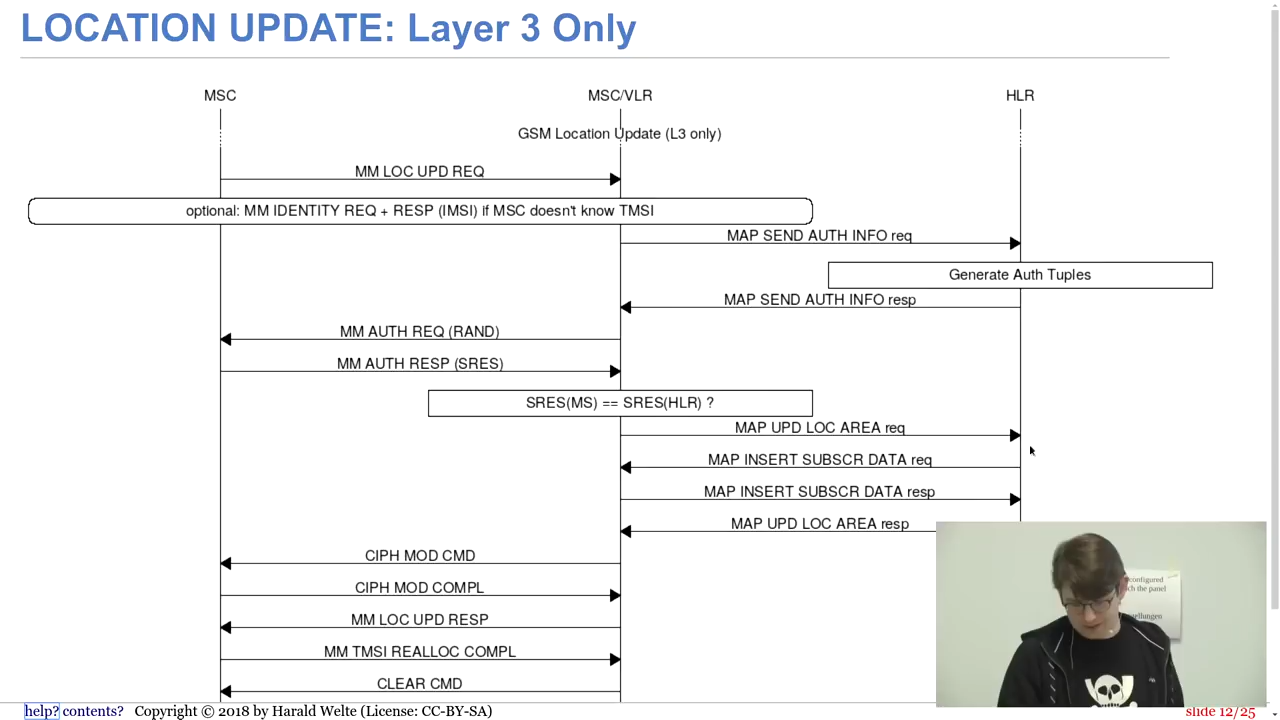 LOCATION UPDATE: Layer 3 Only
MSC MSC/VLR HLR
GSM Location Update (L3 only)
MM LOC UPD REQ
optional: MM IDENTITY REQ + RESP (IMSI) if MSC doesn't know TMSI
MAP SEND AUTH INFO req
Generate Auth Tuples
MAP SEND AUTH INFO resp
MM AUTH REQ (RAND)
MM AUTH RESP (SRES)
SRES(MS) == SRES(HLR) ?
MAP UPD LOC AREA req
MAP INSERT SUBSCR DATA req
MAP INSERT SUBSCR DATA resp
MAP UPD LOC AREA resp
CIPH MOD CMD
CIPH MOD COMPL
MM LOC UPD RESP
MM TMSI REALLOC COMPL
CLEAR CMD
the panel
help? contents? Copyright © 2018 by Harald Welte (License: CC-BY-SA) slide 12/25